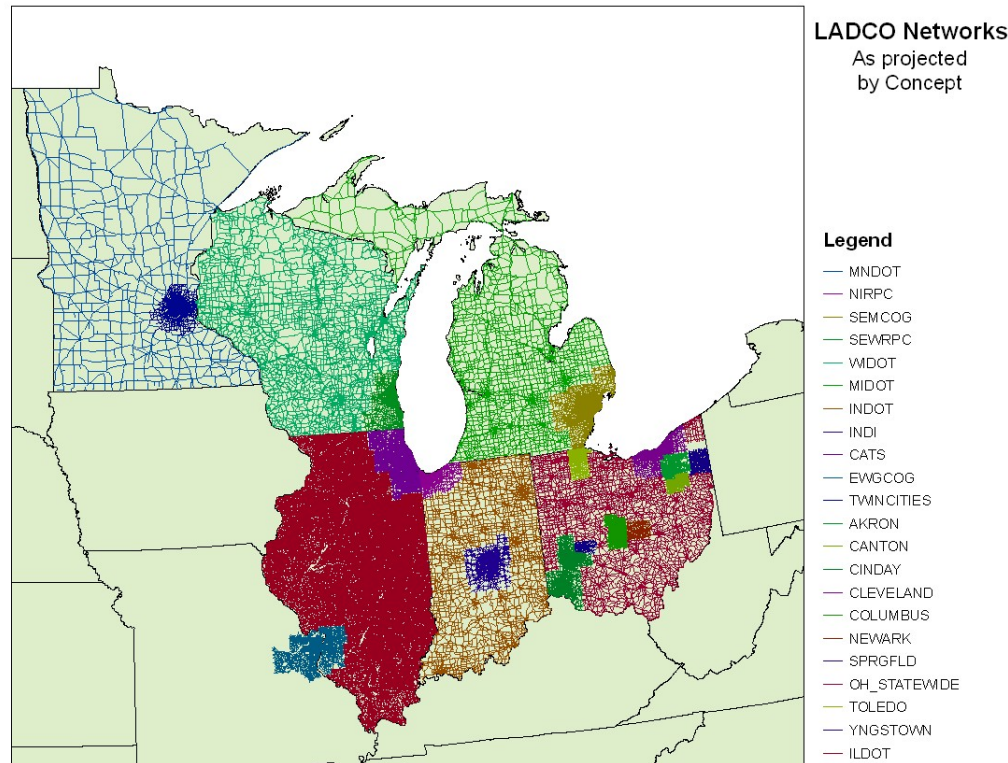 LADCO Networks
As projected
by Concept
Legend
MNDOT
NIRPC
SEMCOG
SEWRPC
WIDOT
MIDOT
INDOT
INDI
CATS
EWGCOG
TWINCITIES
AKRON
CANTON
CINDAY
CLEVELAND
COLUMBUS
NEWARK
SPRGFLD
OH_STATEWIDE
TOLEDO
YNGSTOWN
ILDOT